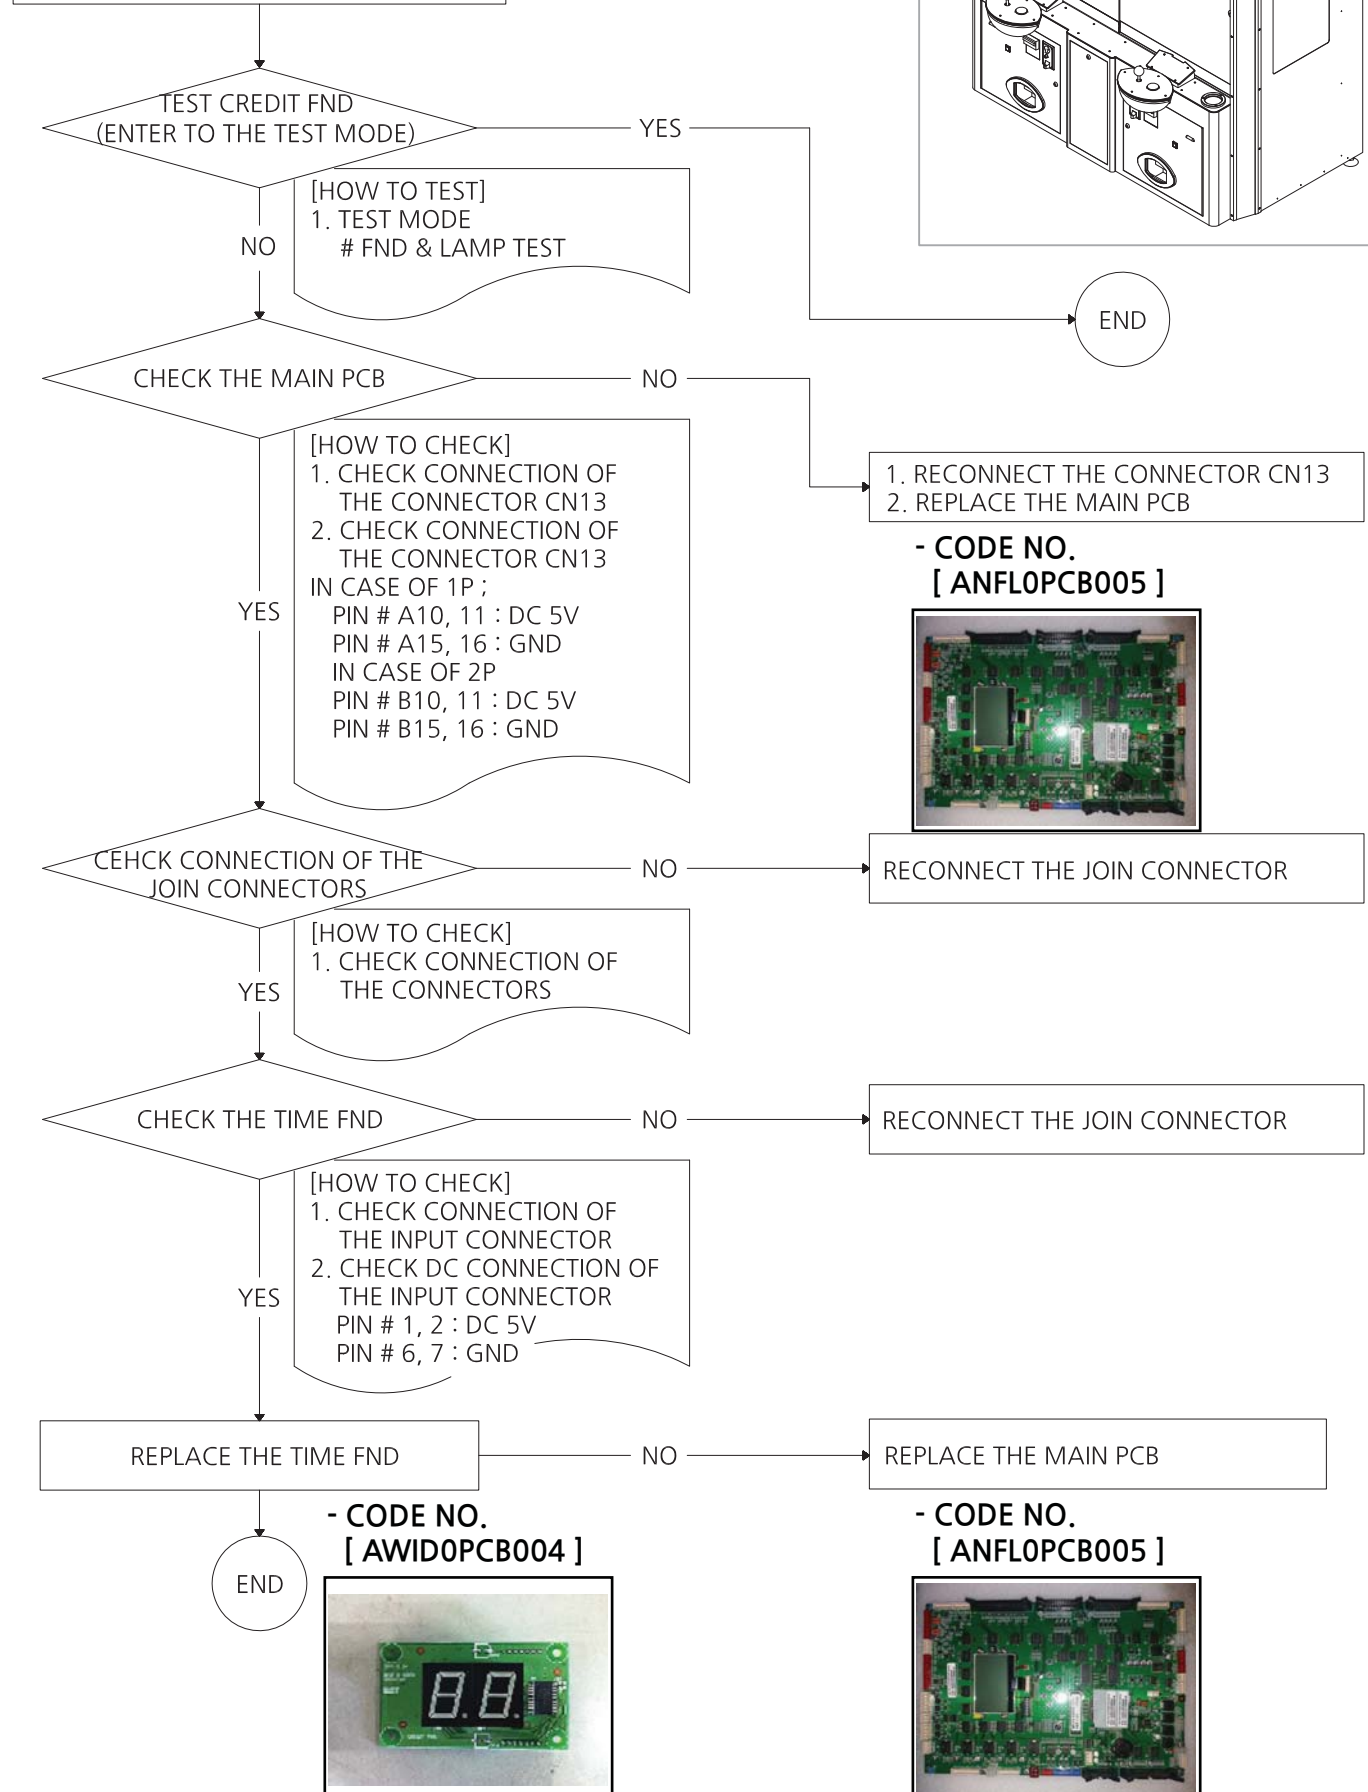 TEST CREDIT FND
(ENTER TO THE TEST MODE)
YES
[HOW TO TEST]
1. TEST MODE
# FND & LAMP TEST
NO
END
CHECK THE MAIN PCB
NO
[HOW TO CHECK]
1. CHECK CONNECTION OF
THE CONNECTOR CN13
2. CHECK CONNECTION OF
THE CONNECTOR CN13
IN CASE OF 1P ;
PIN # A10, 11 : DC 5V
PIN # A15, 16 : GND
IN CASE OF 2P
PIN # B10, 11 : DC 5V
PIN # B15, 16 : GND
YES
1. RECONNECT THE CONNECTOR CN13
2. REPLACE THE MAIN PCB
- CODE NO.
[ ANFL0PCB005 ]
CEHCK CONNECTION OF THE
JOIN CONNECTORS
NO
RECONNECT THE JOIN CONNECTOR
[HOW TO CHECK]
1. CHECK CONNECTION OF
THE CONNECTORS
YES
CHECK THE TIME FND
NO
RECONNECT THE JOIN CONNECTOR
[HOW TO CHECK]
1. CHECK CONNECTION OF
THE INPUT CONNECTOR
2. CHECK DC CONNECTION OF
THE INPUT CONNECTOR
PIN # 1, 2 : DC 5V
PIN # 6, 7 : GND
YES
REPLACE THE TIME FND
NO
REPLACE THE MAIN PCB
- CODE NO.
[ AWID0PCB004 ]
- CODE NO.
[ ANFL0PCB005 ]
END
8.8.